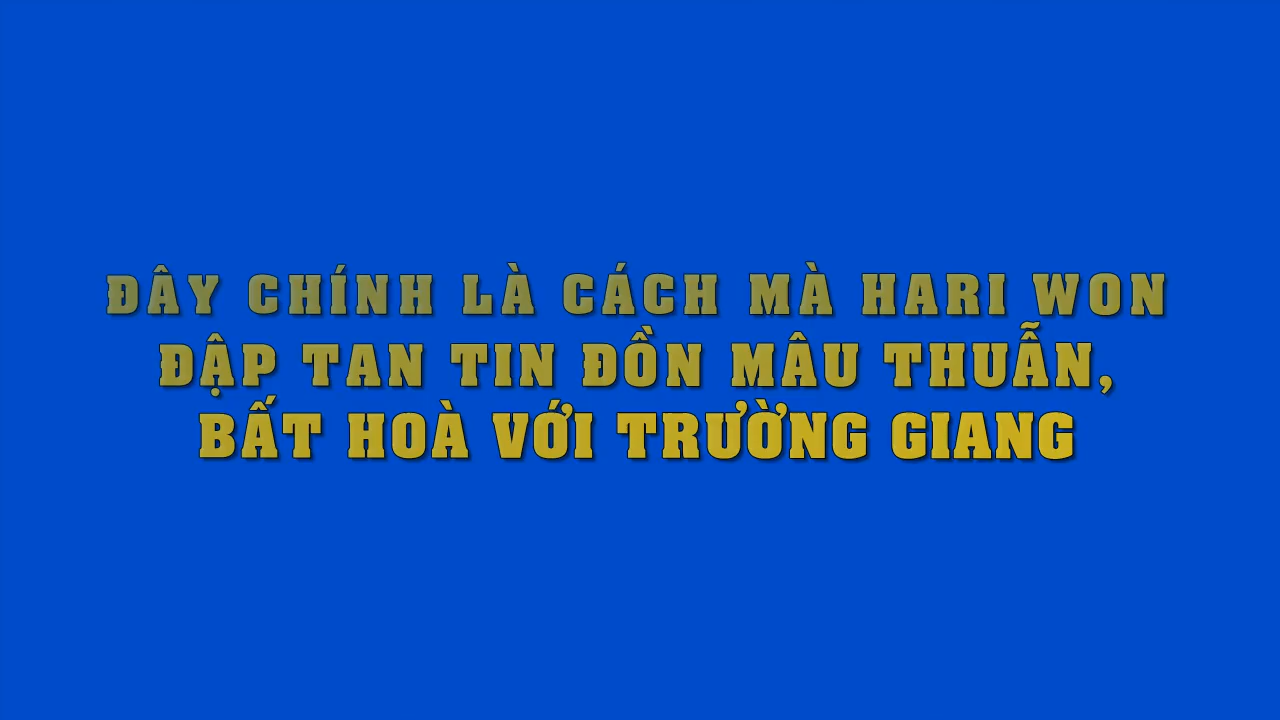 ĐÂY CHÍNH LÀ CÁCH MÀ HARI WON
ĐẬP TAN TIN ĐỒN MÂU THUẪN,
BẤT HOÀ VỚI TRƯỜNG GIANG